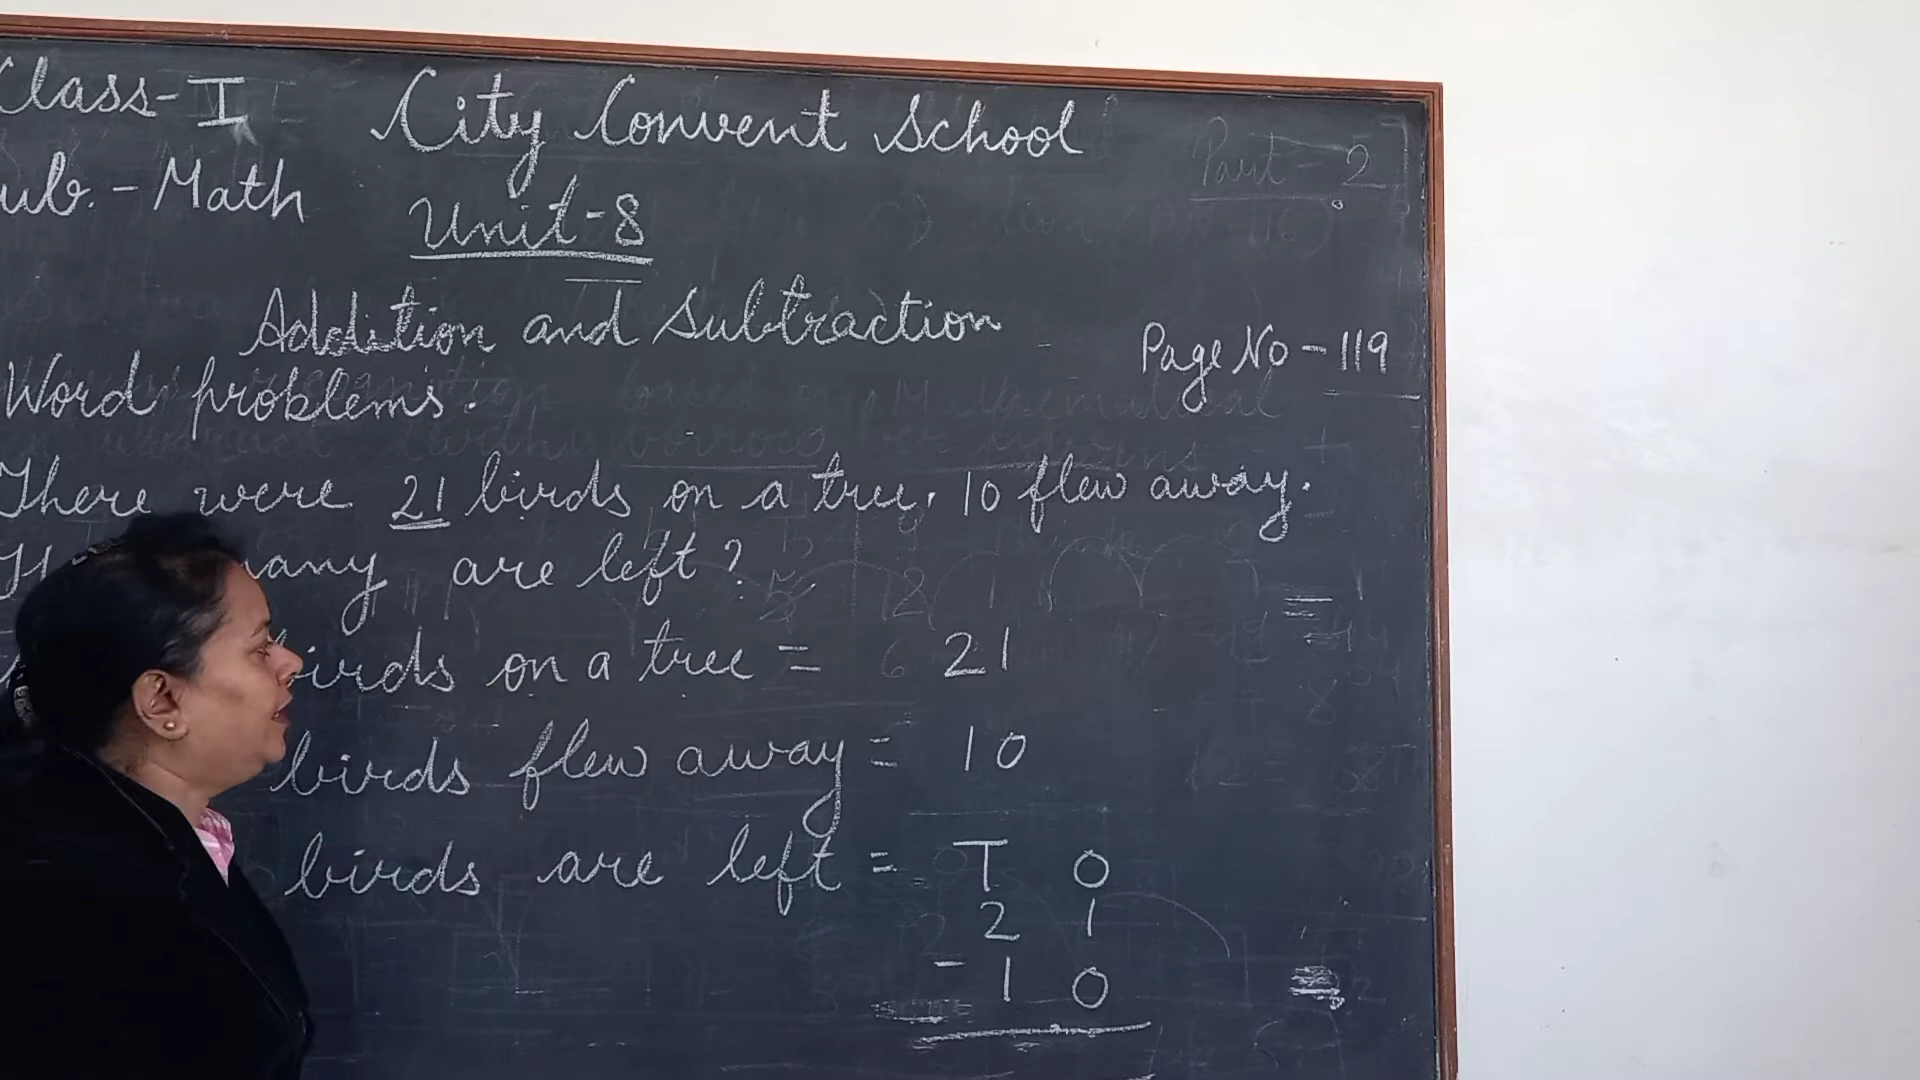 Class-I City Convent School
Sub.-Math Part-2
Unit-8
Addition and Subtraction
Page No-119
Word problems.
There were 21 birds on a tree. 10 flew away.
many are left?
birds on a tree = 21
birds flew away = 10
birds are left = T O
2 1
- 1 0